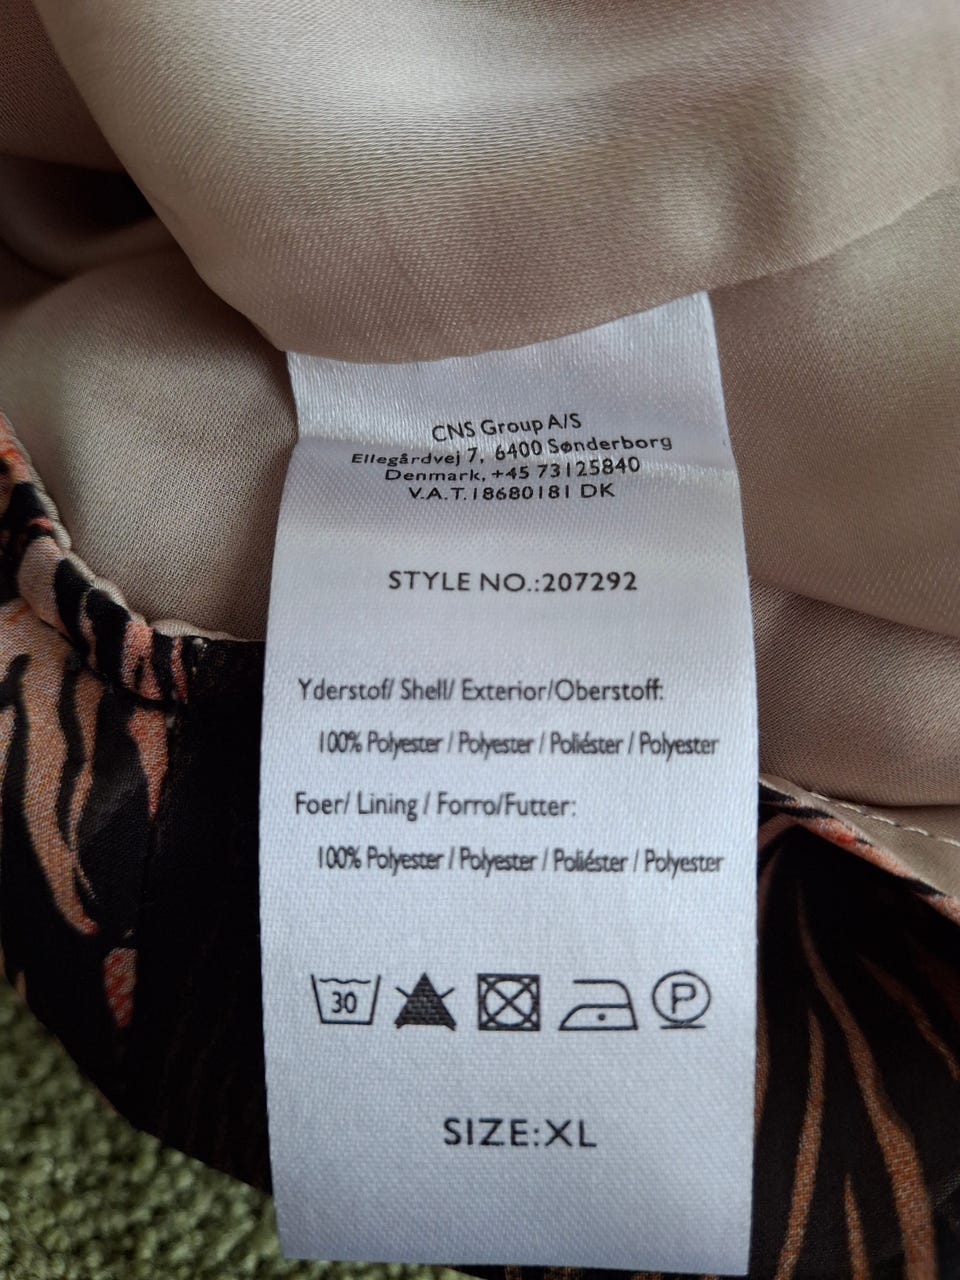 CNS Group A/S
Ellegårdvej 7, 6400 Sønderborg
Denmark, +45 73125840
V.A.T.18680181 DK
STYLE NO.:207292
Yderstof/ Shell/ Exterior/Oberstoff:
100% Polyester / Polyester / Poliéster / Polyester
Foer/ Lining / Forro/Futter:
100% Polyester / Polyester / Poliéster / Polyester
30 P
SIZE:XL